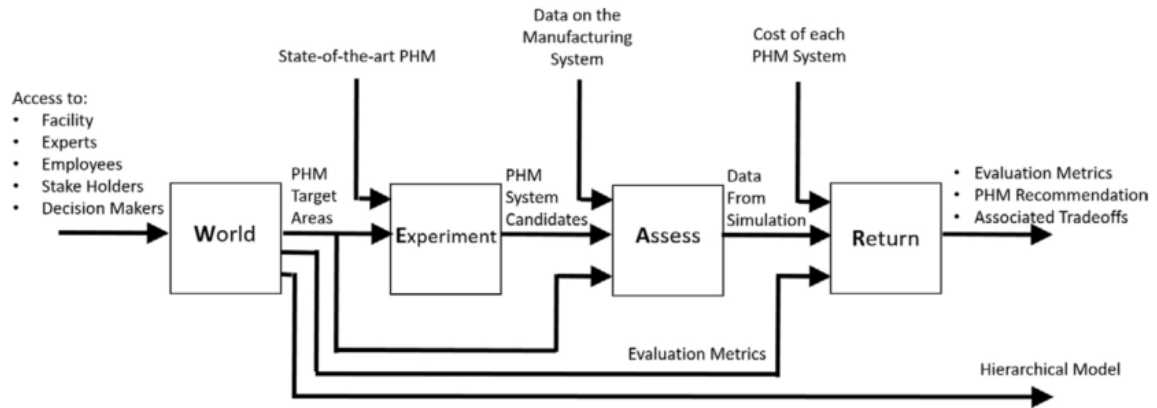 Data on the
Manufacturing
System
Cost of each
PHM System
State-of-the-art PHM
Access to:
• Facility
• Experts
• Employees
• Stake Holders
• Decision Makers
PHM
Target
Areas
PHM
System
Candidates
Data
From
Simulation
• Evaluation Metrics
• PHM Recommendation
• Associated Tradeoffs
World
Experiment
Assess
Return
Evaluation Metrics
Hierarchical Model